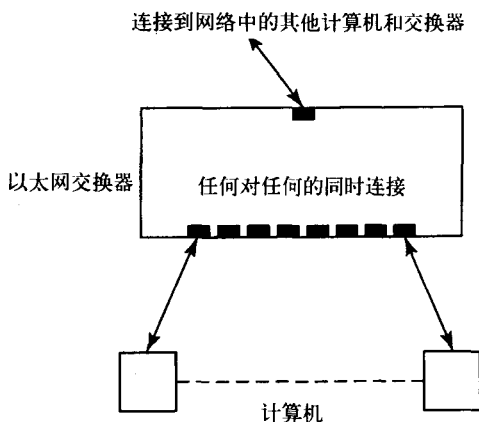 连接到网络中的其他计算机和交换器
以太网交换器
任何对任何的同时连接
计算机